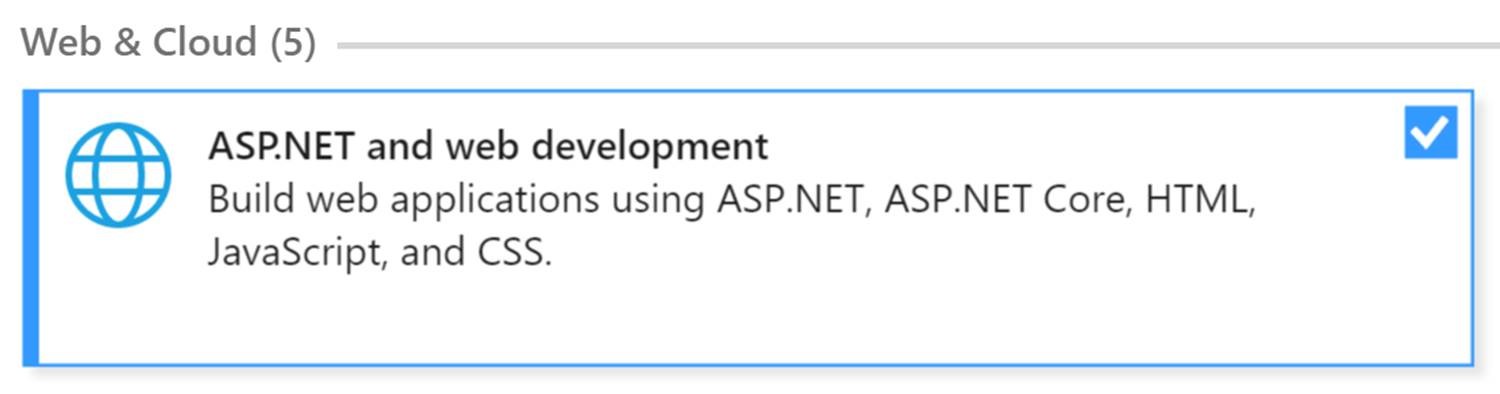 Web & Cloud (5)
ASP.NET and web development
Build web applications using ASP.NET, ASP.NET Core, HTML,
JavaScript, and CSS.